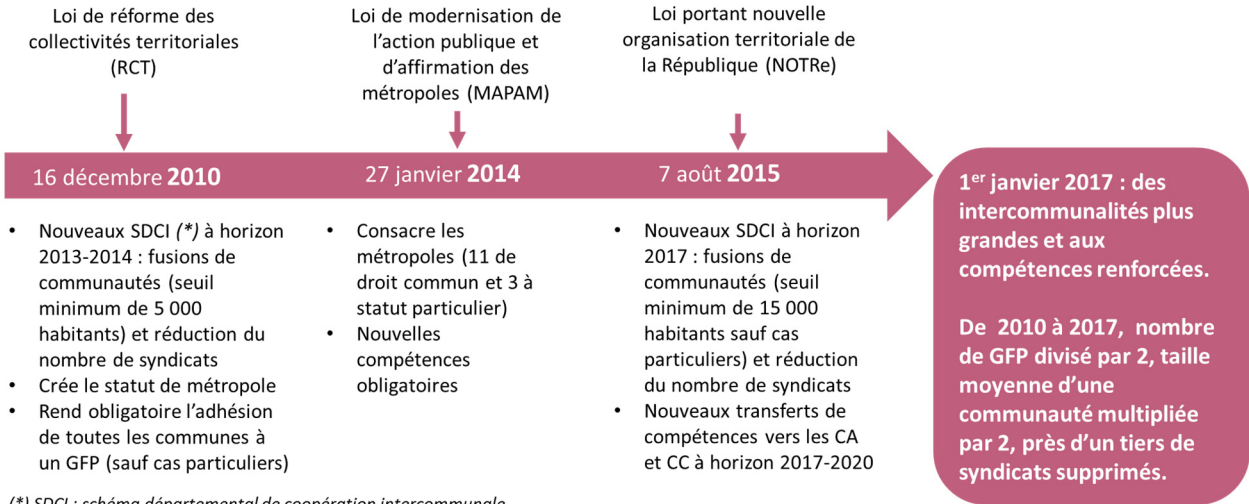 Loi de réforme des
collectivités territoriales
(RCT)
Loi de modernisation de
l'action publique et
d'affirmation des
métropoles (MAPAM)
Loi portant nouvelle
organisation territoriale de
la République (NOTRe)
16 décembre 2010
27 janvier 2014
7 août 2015
• Nouveaux SDCI (*) à horizon
2013-2014 : fusions de
communautés (seuil
minimum de 5 000
habitants) et réduction du
nombre de syndicats
• Crée le statut de métropole
• Rend obligatoire l'adhésion
de toutes les communes à
un GFP (sauf cas particuliers)
• Consacre les
métropoles (11 de
droit commun et 3 à
statut particulier)
• Nouvelles
compétences
obligatoires
• Nouveaux SDCI à horizon
2017 : fusions de
communautés (seuil
minimum de 15 000
habitants sauf cas
particuliers) et réduction
du nombre de syndicats
• Nouveaux transferts de
compétences vers les CA
et CC à horizon 2017-2020
1er janvier 2017 : des
intercommunalités plus
grandes et aux
compétences renforcées.
De 2010 à 2017, nombre
de GFP divisé par 2, taille
moyenne d'une
communauté multipliée
par 2, près d'un tiers de
syndicats supprimés.
(*) SDCI : schéma départemental de coopération intercommunale